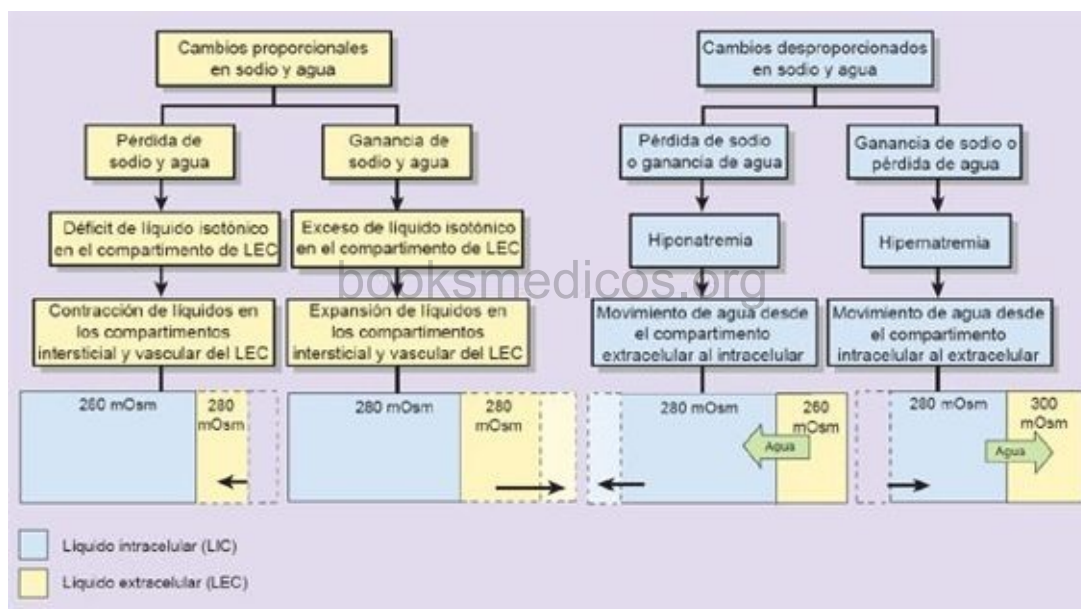 Cambios proporcionales
en sodio y agua
Cambios desproporcionados
en sodio y agua
Pérdida de
sodio y agua
Ganancia de
sodio y agua
Pérdida de sodio
o ganancia de agua
Ganancia de sodio o
pérdida de agua
Déficit de líquido isotónico
en el compartimento de LEC
Exceso de líquido isotónico
en el compartimento de LEC
Hiponatremia
Hipernatremia
booksmedicos.org
Contracción de líquidos en
los compartimentos
intersticial y vascular del LEC
Expansión de líquidos en
los compartimentos
intersticial y vascular del LEC
Movimiento de agua desde
el compartimento
extracelular al intracelular
Movimiento de agua desde
el compartimento
intracelular al extracelular
280 mOsm
280
mOsm
280 mOsm
280
mOsm
280 mOsm
260
mOsm
Agua
280 mOsm
300
mOsm
Agua
Líquido intracelular (LIC)
Líquido extracelular (LEC)